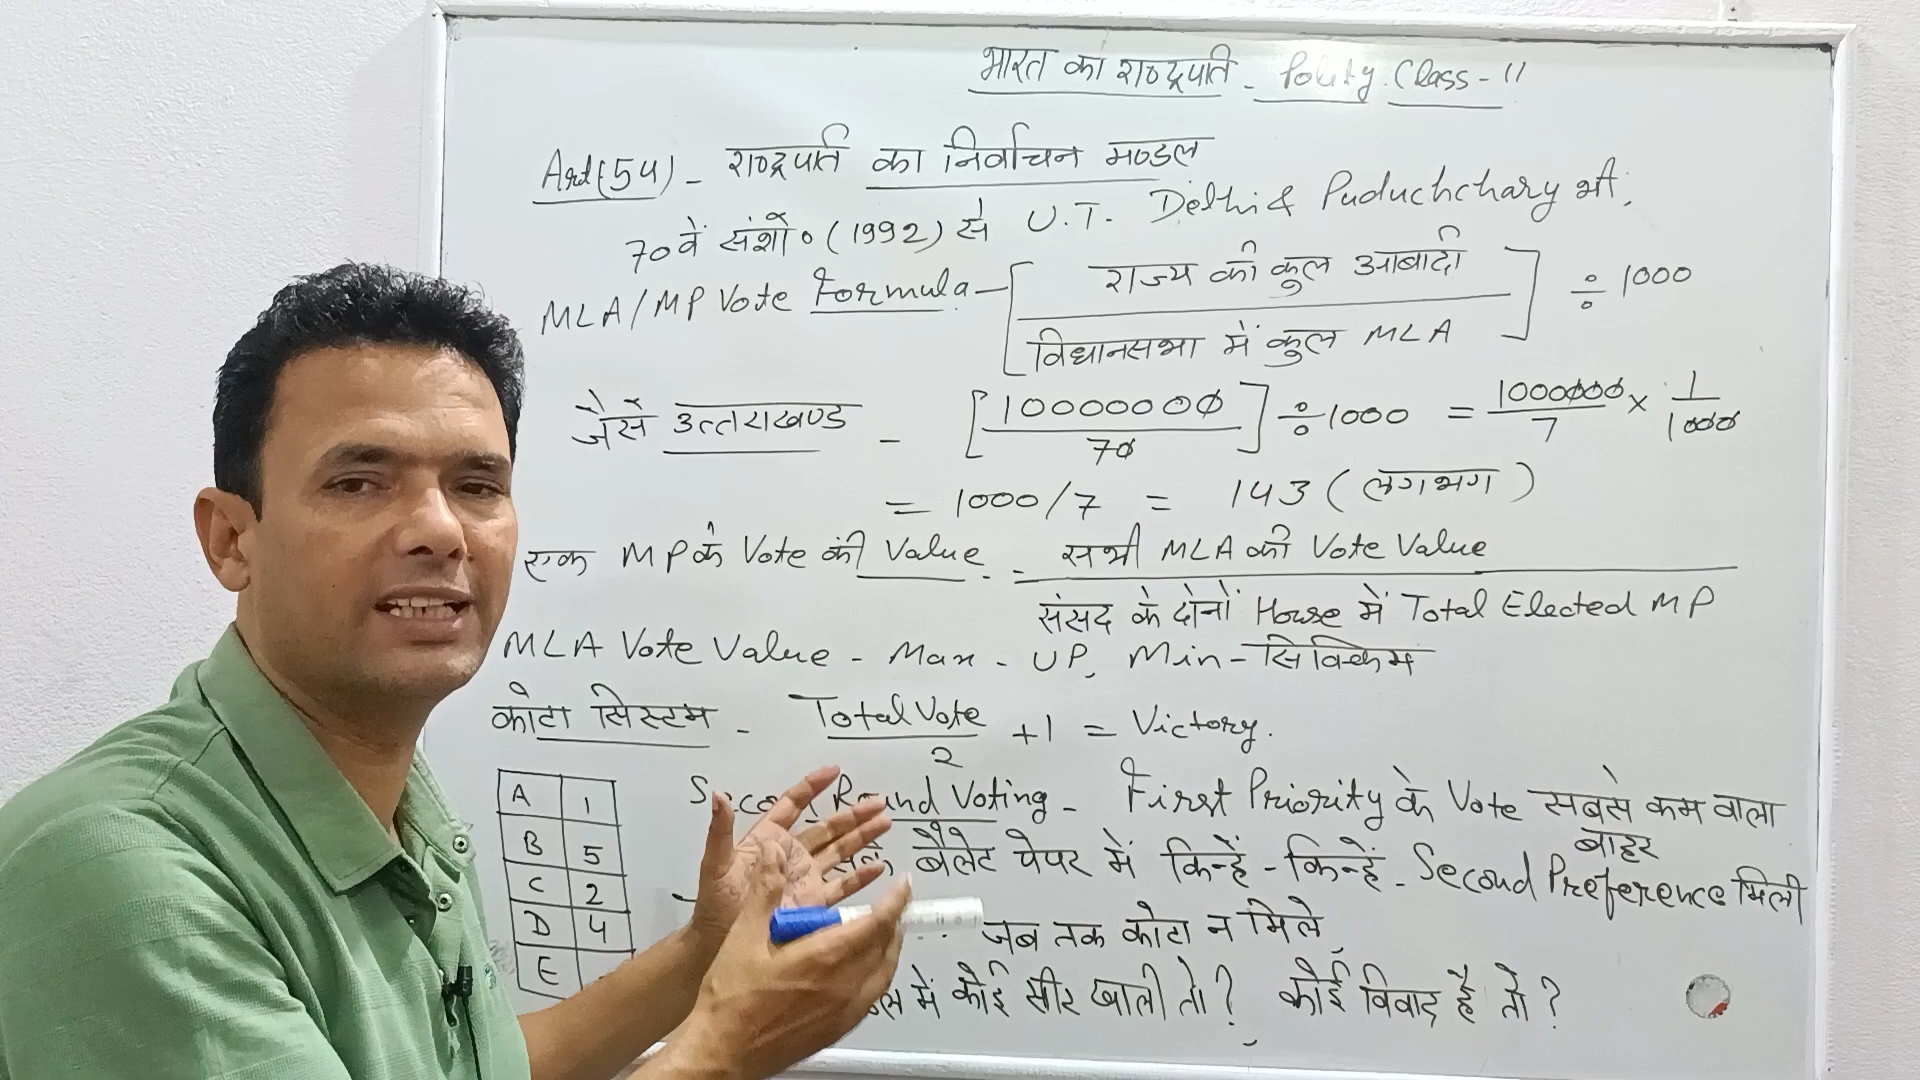 भारत का राष्ट्रपति - Polity Class - 11
Art(54) - राष्ट्रपति का निर्वाचन मण्डल
70वें संशो० (1992) से U.T. Delhi & Puduchchary भी.
MLA/MP Vote Formula - [राज्य की कुल आबादी / विधानसभा में कुल MLA] ÷ 1000
जैसे उत्तराखण्ड - [10000000 / 70] ÷ 1000 = 1000000/7 × 1/1000
= 1000/7 = 143 (लगभग)
एक MP के Vote की Value - सभी MLA की Vote Value
संसद के दोनों House में Total Elected MP
MLA Vote Value - Max - UP, Min - सिक्किम
कोटा सिस्टम - Total Vote / 2 + 1 = Victory.
Second Round Voting - First Priority के Vote सबसे कम वाला
बाहर
बैलेट पेपर में किन्हें - किन्हें - Second Preference मिली
जब तक कोटा न मिले,
में कोई सीट खाली तो? कोई विवाद है तो?
A 1
B 5
C 2
D 4
E